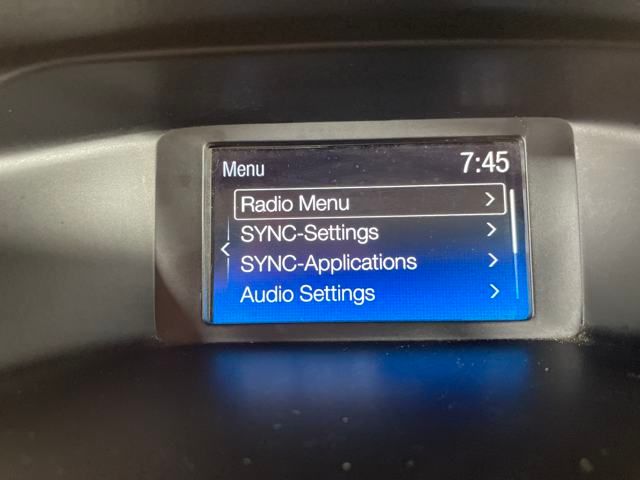 Menu 7:45
Radio Menu
SYNC-Settings
SYNC-Applications
Audio Settings